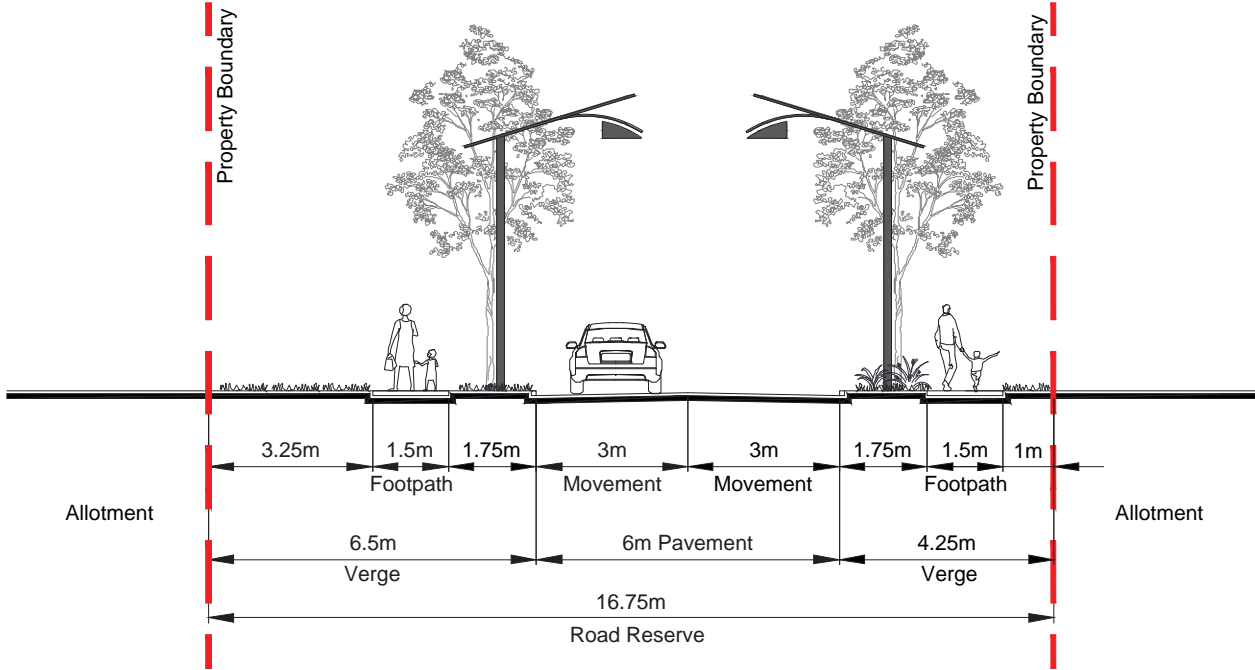 Property Boundary
Property Boundary
3.25m
1.5m
1.75m
3m
3m
1.75m
1.5m
1m
Footpath
Movement
Movement
Footpath
Allotment
Allotment
6.5m
6m Pavement
4.25m
Verge
Verge
16.75m
Road Reserve